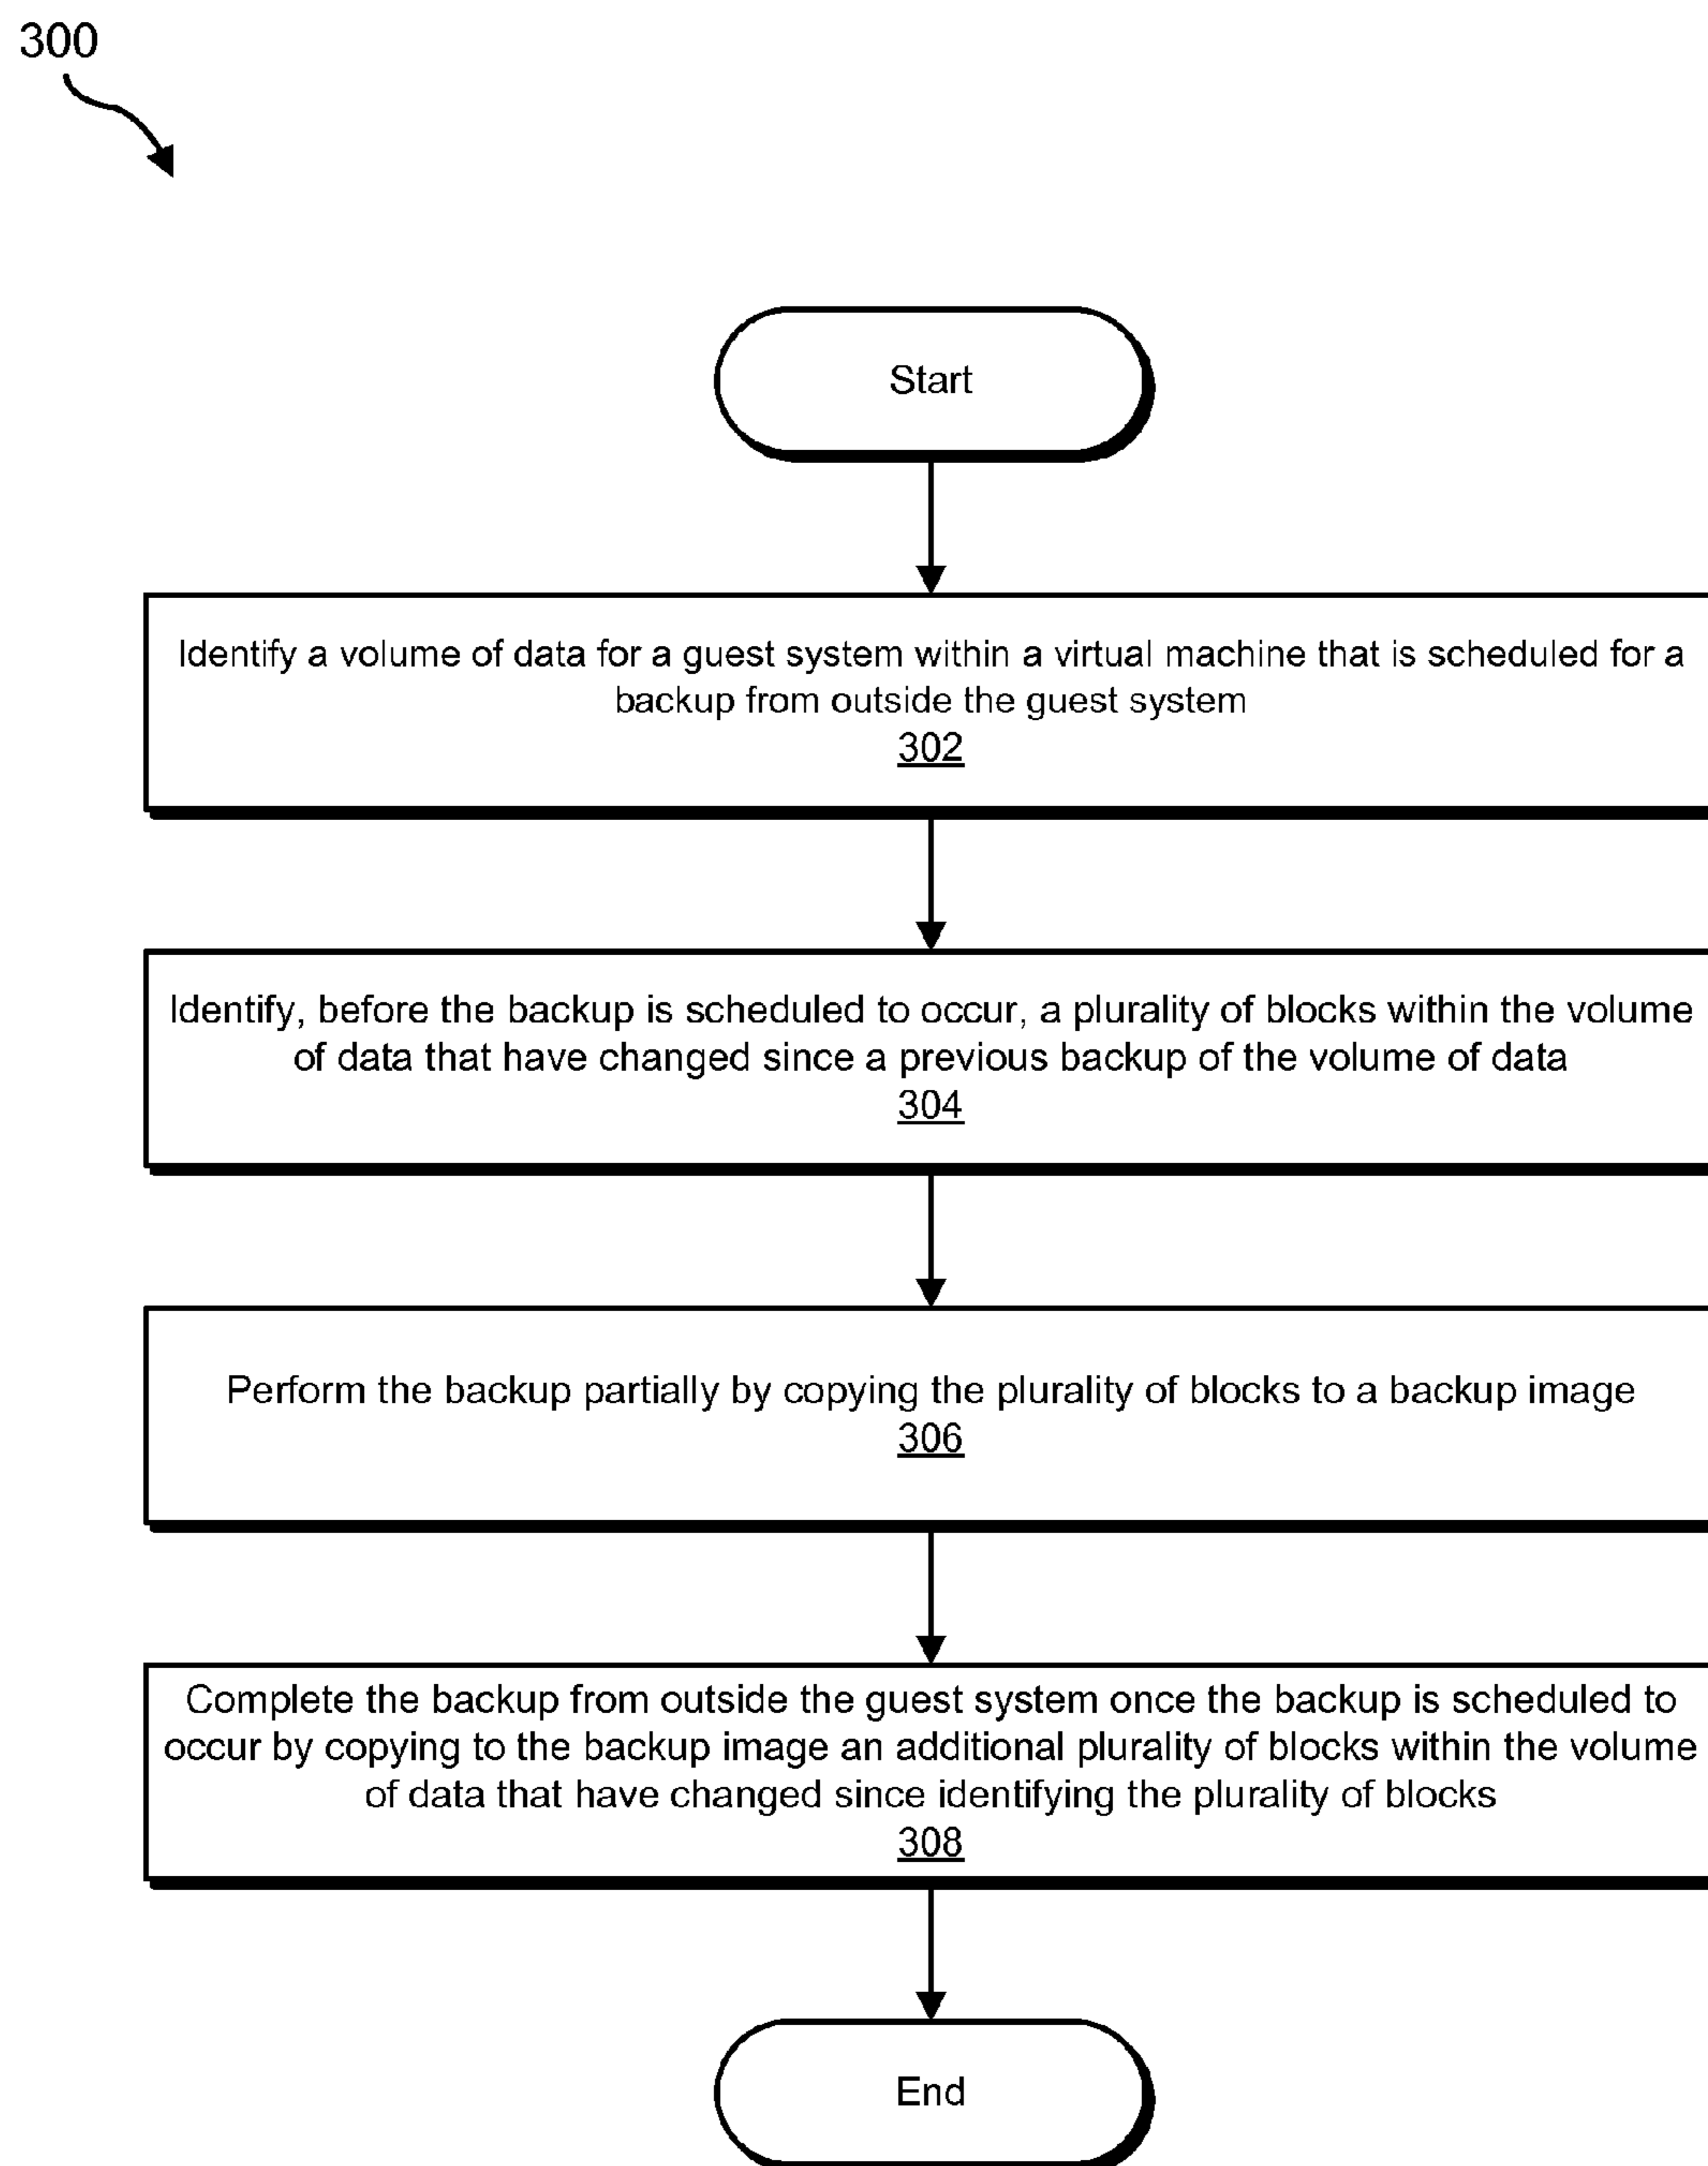 300
Start
Identify a volume of data for a guest system within a virtual machine that is scheduled for a
backup from outside the guest system
302
Identify, before the backup is scheduled to occur, a plurality of blocks within the volume
of data that have changed since a previous backup of the volume of data
304
Perform the backup partially by copying the plurality of blocks to a backup image
306
Complete the backup from outside the guest system once the backup is scheduled to
occur by copying to the backup image an additional plurality of blocks within the volume
of data that have changed since identifying the plurality of blocks
308
End